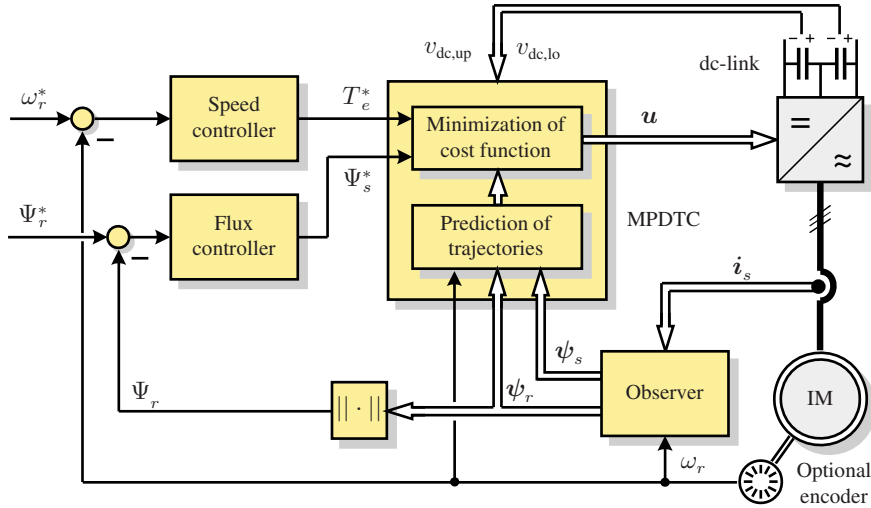 − + − +
v_dc,up v_dc,lo
dc-link
ω_r^*
−
Speed
controller
T_e^*
Minimization of
cost function
u
=
≈
Ψ_s^*
Ψ_r^*
−
Flux
controller
Prediction of
trajectories
MPDTC
i_s
ψ_s
Observer
Ψ_r
|| · ||
ψ_r
IM
ω_r
Optional
encoder